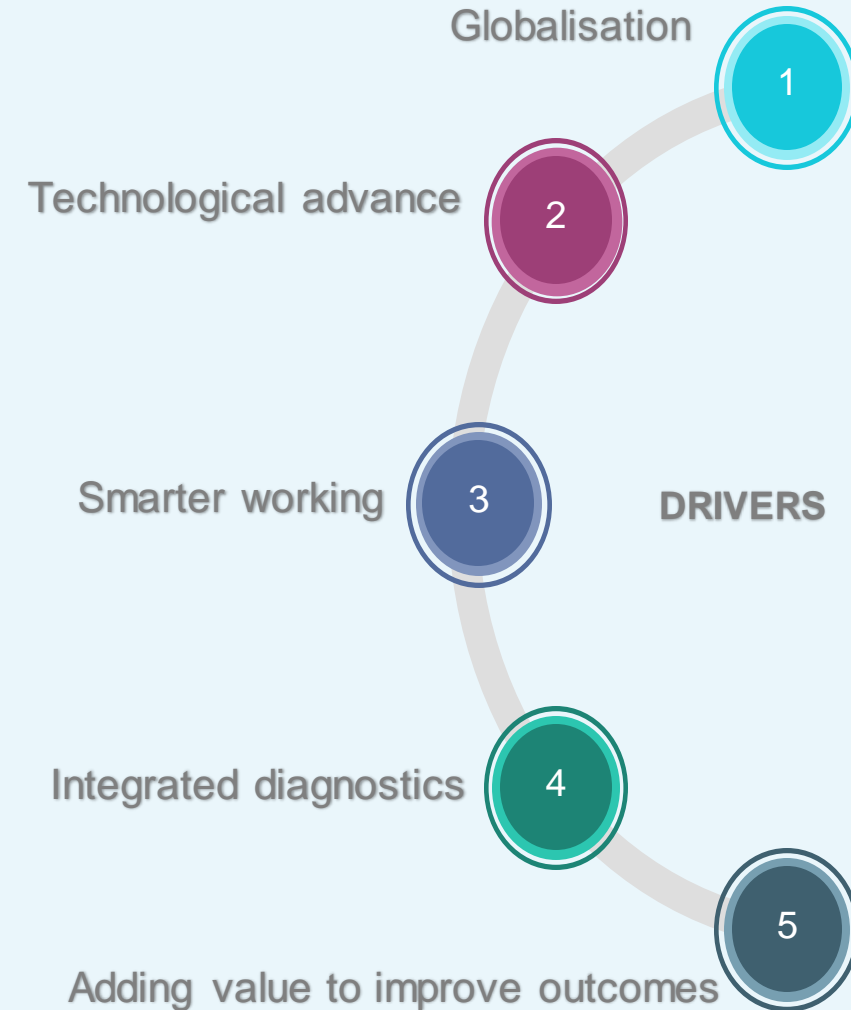 Globalisation
1
Technological advance
2
Smarter working
3
DRIVERS
Integrated diagnostics
4
5
Adding value to improve outcomes